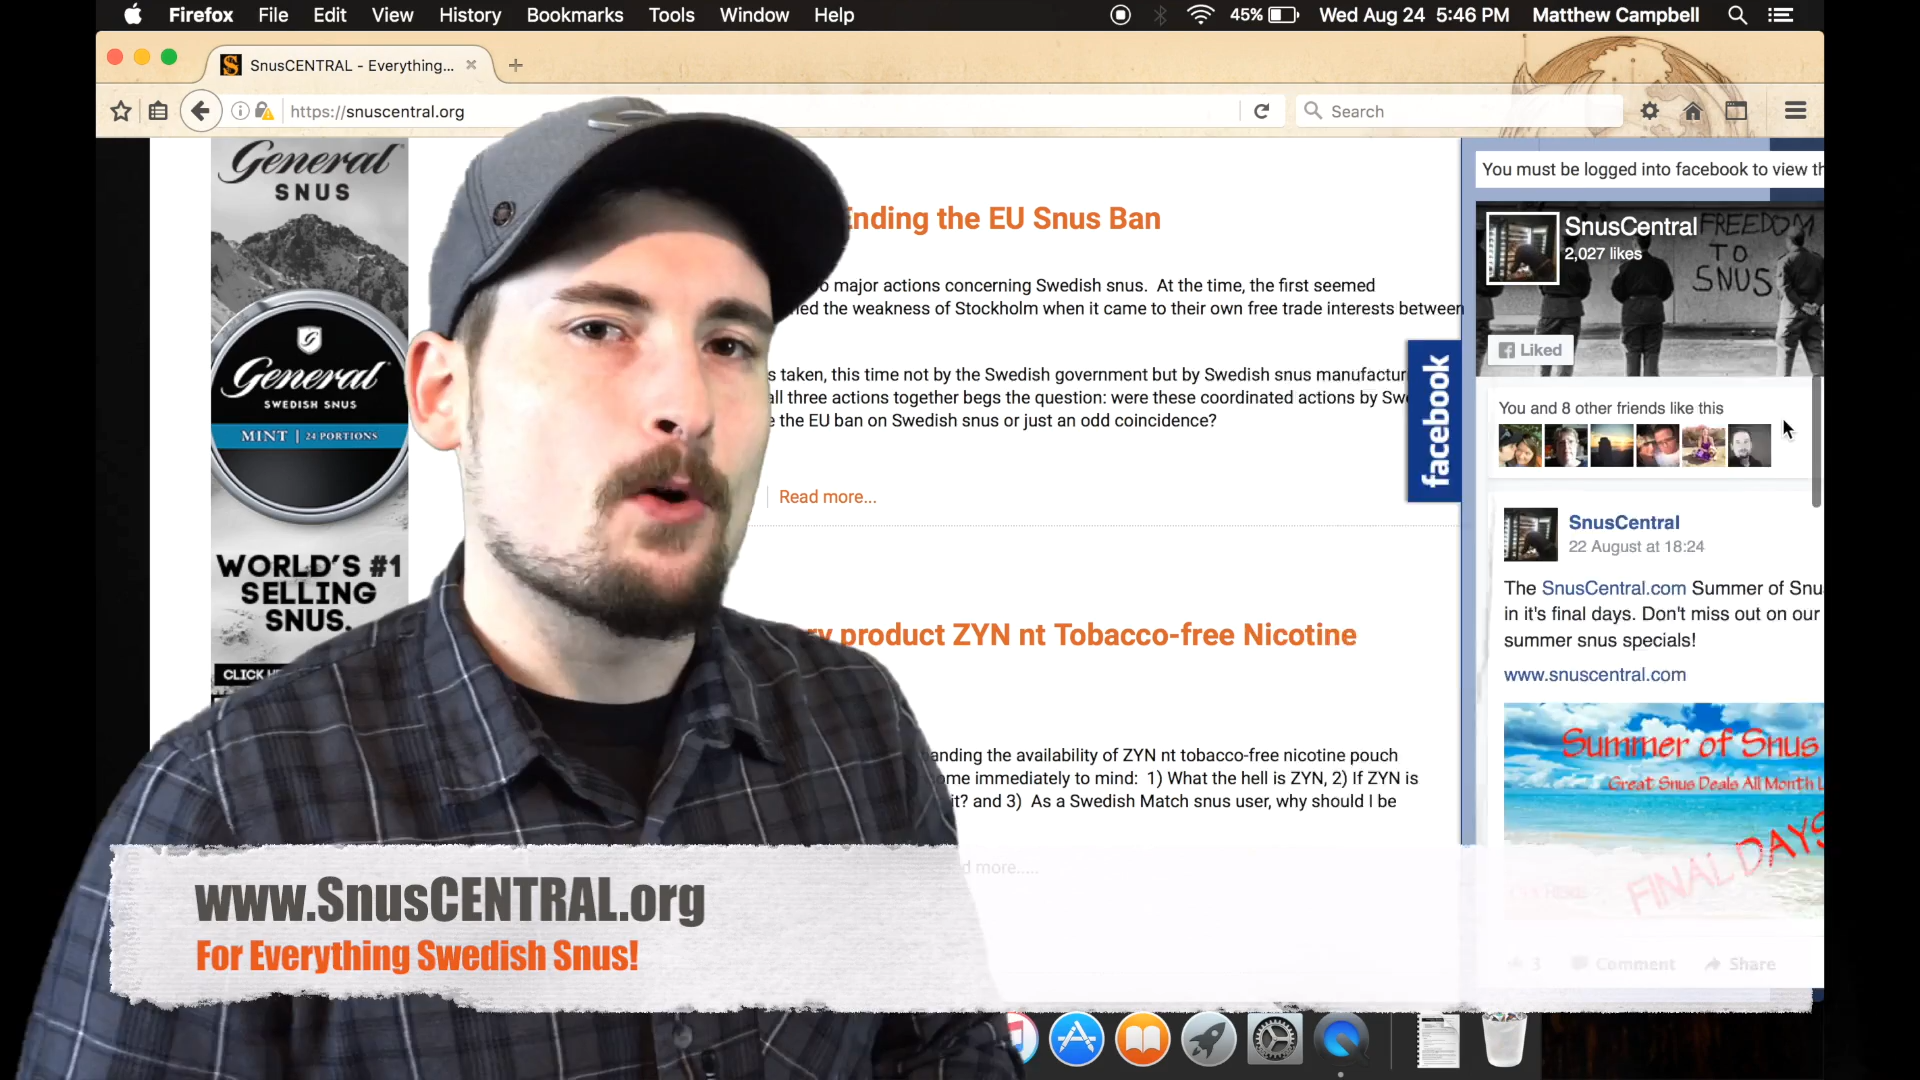 Firefox File Edit View History Bookmarks Tools Window Help 45% Wed Aug 24 5:46 PM Matthew Campbell
SnusCENTRAL - Everything...
https://snuscentral.org
Search
General
SNUS
General
SWEDISH SNUS
MINT | 24 PORTIONS
WORLD'S #1
SELLING
SNUS.
CLICK
Ending the EU Snus Ban
major actions concerning Swedish snus. At the time, the first seemed
the weakness of Stockholm when it came to their own free trade interests between
taken, this time not by the Swedish government but by Swedish snus
all three actions together begs the question: were these coordinated actions by
the EU ban on Swedish snus or just an odd coincidence?
Read more...
product ZYN nt Tobacco-free Nicotine
the availability of ZYN nt tobacco-free nicotine pouch
immediately to mind: 1) What the hell is ZYN, 2) If ZYN is
it? and 3) As a Swedish Match snus user, why should I be
more.....
facebook
You must be logged into facebook to view
SnusCentral
2,027 likes
FREEDOM
TO
SNUS
Liked
You and 8 other friends like this
SnusCentral
22 August at 18:24
The SnusCentral.com Summer of
in it's final days. Don't miss out on our
summer snus specials!
www.snuscentral.com
Summer of Snus
Great Snus Deals All Month
FINAL DAYS
3 Comment Share
www.SnusCENTRAL.org
For Everything Swedish Snus!